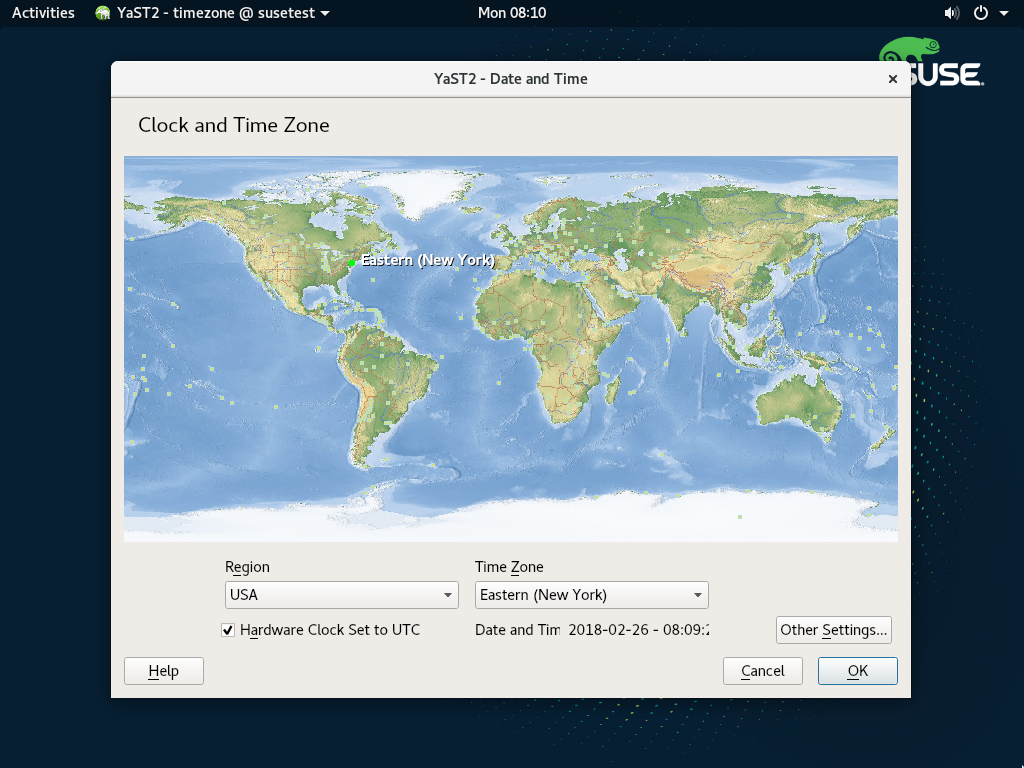 Activities YaST2 - timezone @ susetest Mon 08:10
SUSE
YaST2 - Date and Time
Clock and Time Zone
Eastern (New York)
Region Time Zone
USA Eastern (New York)
Hardware Clock Set to UTC Date and Tim 2018-02-26 - 08:09: Other Settings...
Help Cancel OK